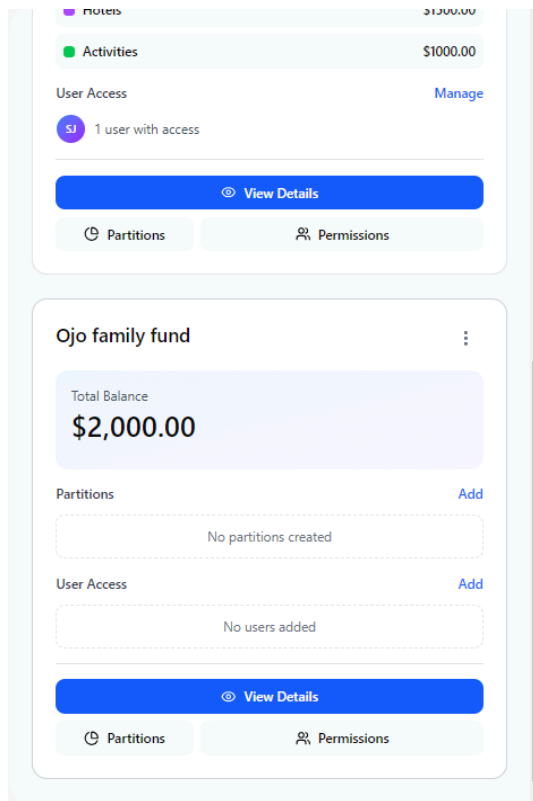 Hotels $1500.00
Activities $1000.00
User Access Manage
SJ 1 user with access
View Details
Partitions Permissions
Ojo family fund
Total Balance
$2,000.00
Partitions Add
No partitions created
User Access Add
No users added
View Details
Partitions Permissions